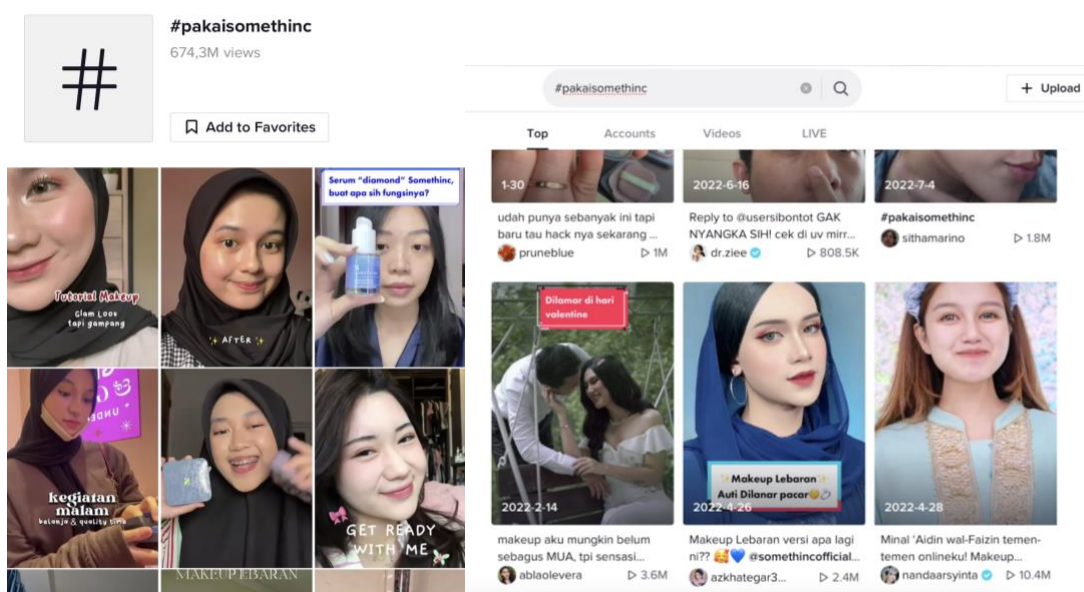 #pakaisomethinc
674,3M views
Add to Favorites
Tutorial Makeup
Glam Look
tapi gampang
AFTER
Serum “diamond” Somethinc,
buat apa sih fungsinya?
kegiatan
malam
belanja & quality time
GET READY
WITH ME
MAKEUP LEBARAN
#pakaisomethinc
+ Upload
Top
Accounts
Videos
LIVE
1-30
udah punya sebanyak ini tapi
baru tau hack nya sekarang ...
pruneblue
1M
2022-6-16
Reply to @usersibontot GAK
NYANGKA SIH! cek di uv mirr...
dr.ziee
808.5K
2022-7-4
#pakaisomethinc
sithamarino
1.8M
Dilamar di hari
valentine
2022-2-14
makeup aku mungkin belum
sebagus MUA, tpi sensasi...
ablaolevera
3.6M
Makeup Lebaran
Auti Dilanar pacar
2022-4-26
Makeup Lebaran versi apa lagi
ni?? 🥰💙 @somethincofficial...
azkhategar3...
2.4M
2022-4-28
Minal ‘Aidin wal-Faizin temen-
temen onlineku! Makeup...
nandaarsyinta
10.4M